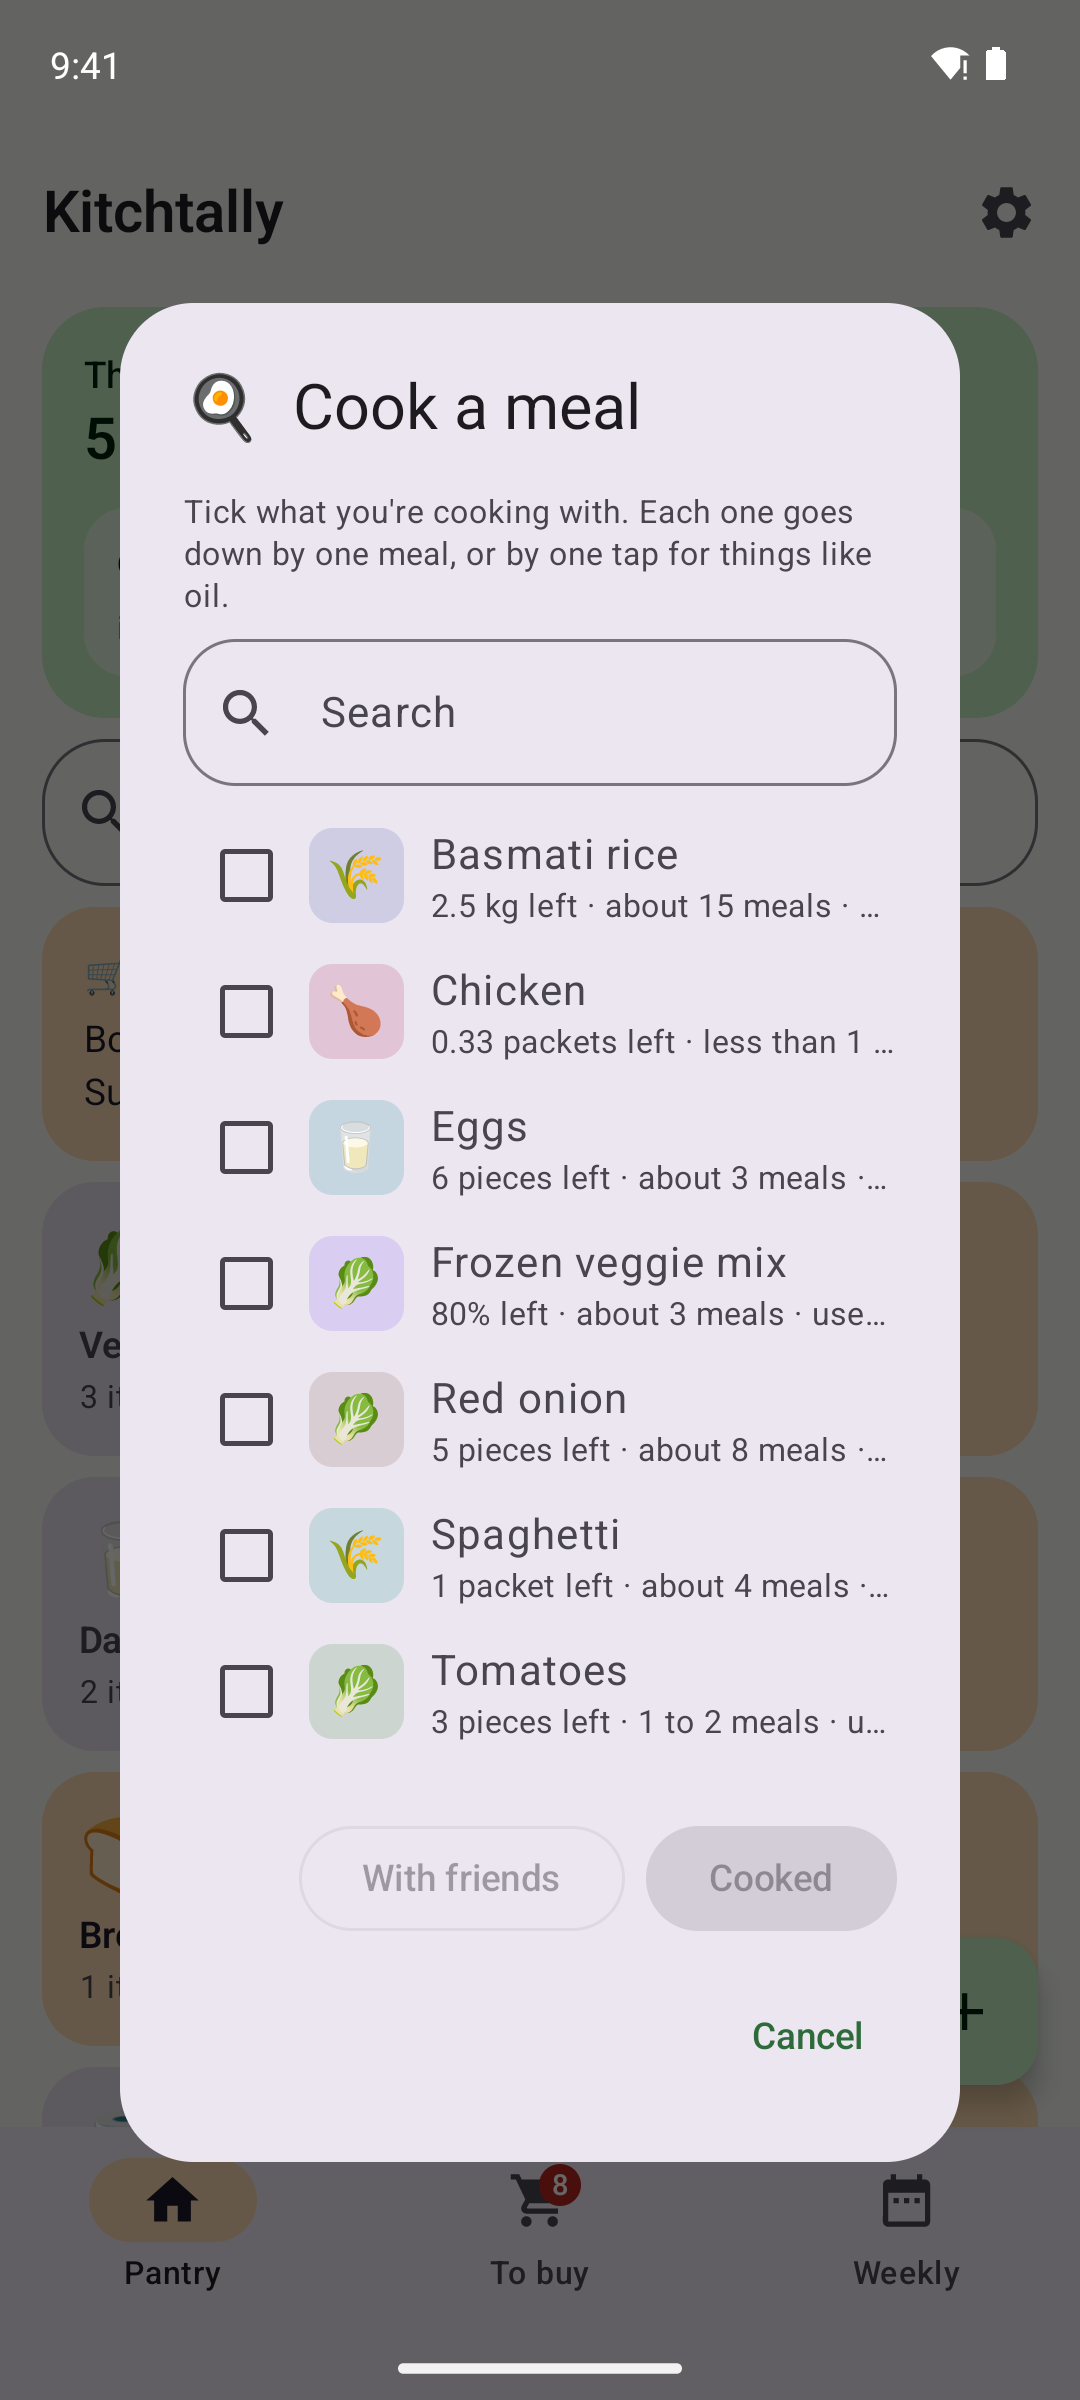 9:41
Kitchtally
5
Cook a meal
Tick what you're cooking with. Each one goes
down by one meal, or by one tap for things like
oil.
Search
Basmati rice
2.5 kg left · about 15 meals · …
Chicken
0.33 packets left · less than 1 …
Eggs
6 pieces left · about 3 meals ·…
Frozen veggie mix
80% left · about 3 meals · use…
Red onion
5 pieces left · about 8 meals ·…
Spaghetti
1 packet left · about 4 meals ·…
Tomatoes
3 pieces left · 1 to 2 meals · u…
With friends
Cooked
Cancel
8
Pantry
To buy
Weekly